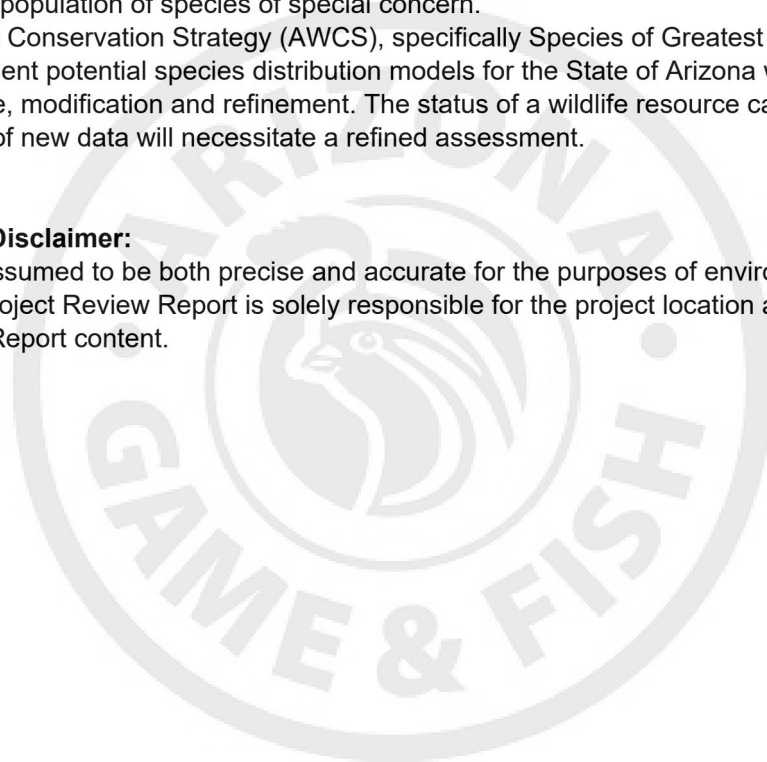 population of species of special concern.
Conservation Strategy (AWCS), specifically Species of Greatest
ent potential species distribution models for the State of Arizona
e, modification and refinement. The status of a wildlife resource ca
of new data will necessitate a refined assessment.
Disclaimer:
ssumed to be both precise and accurate for the purposes of enviro
oject Review Report is solely responsible for the project location a
Report content.
ARIZONA
GAME & FISH